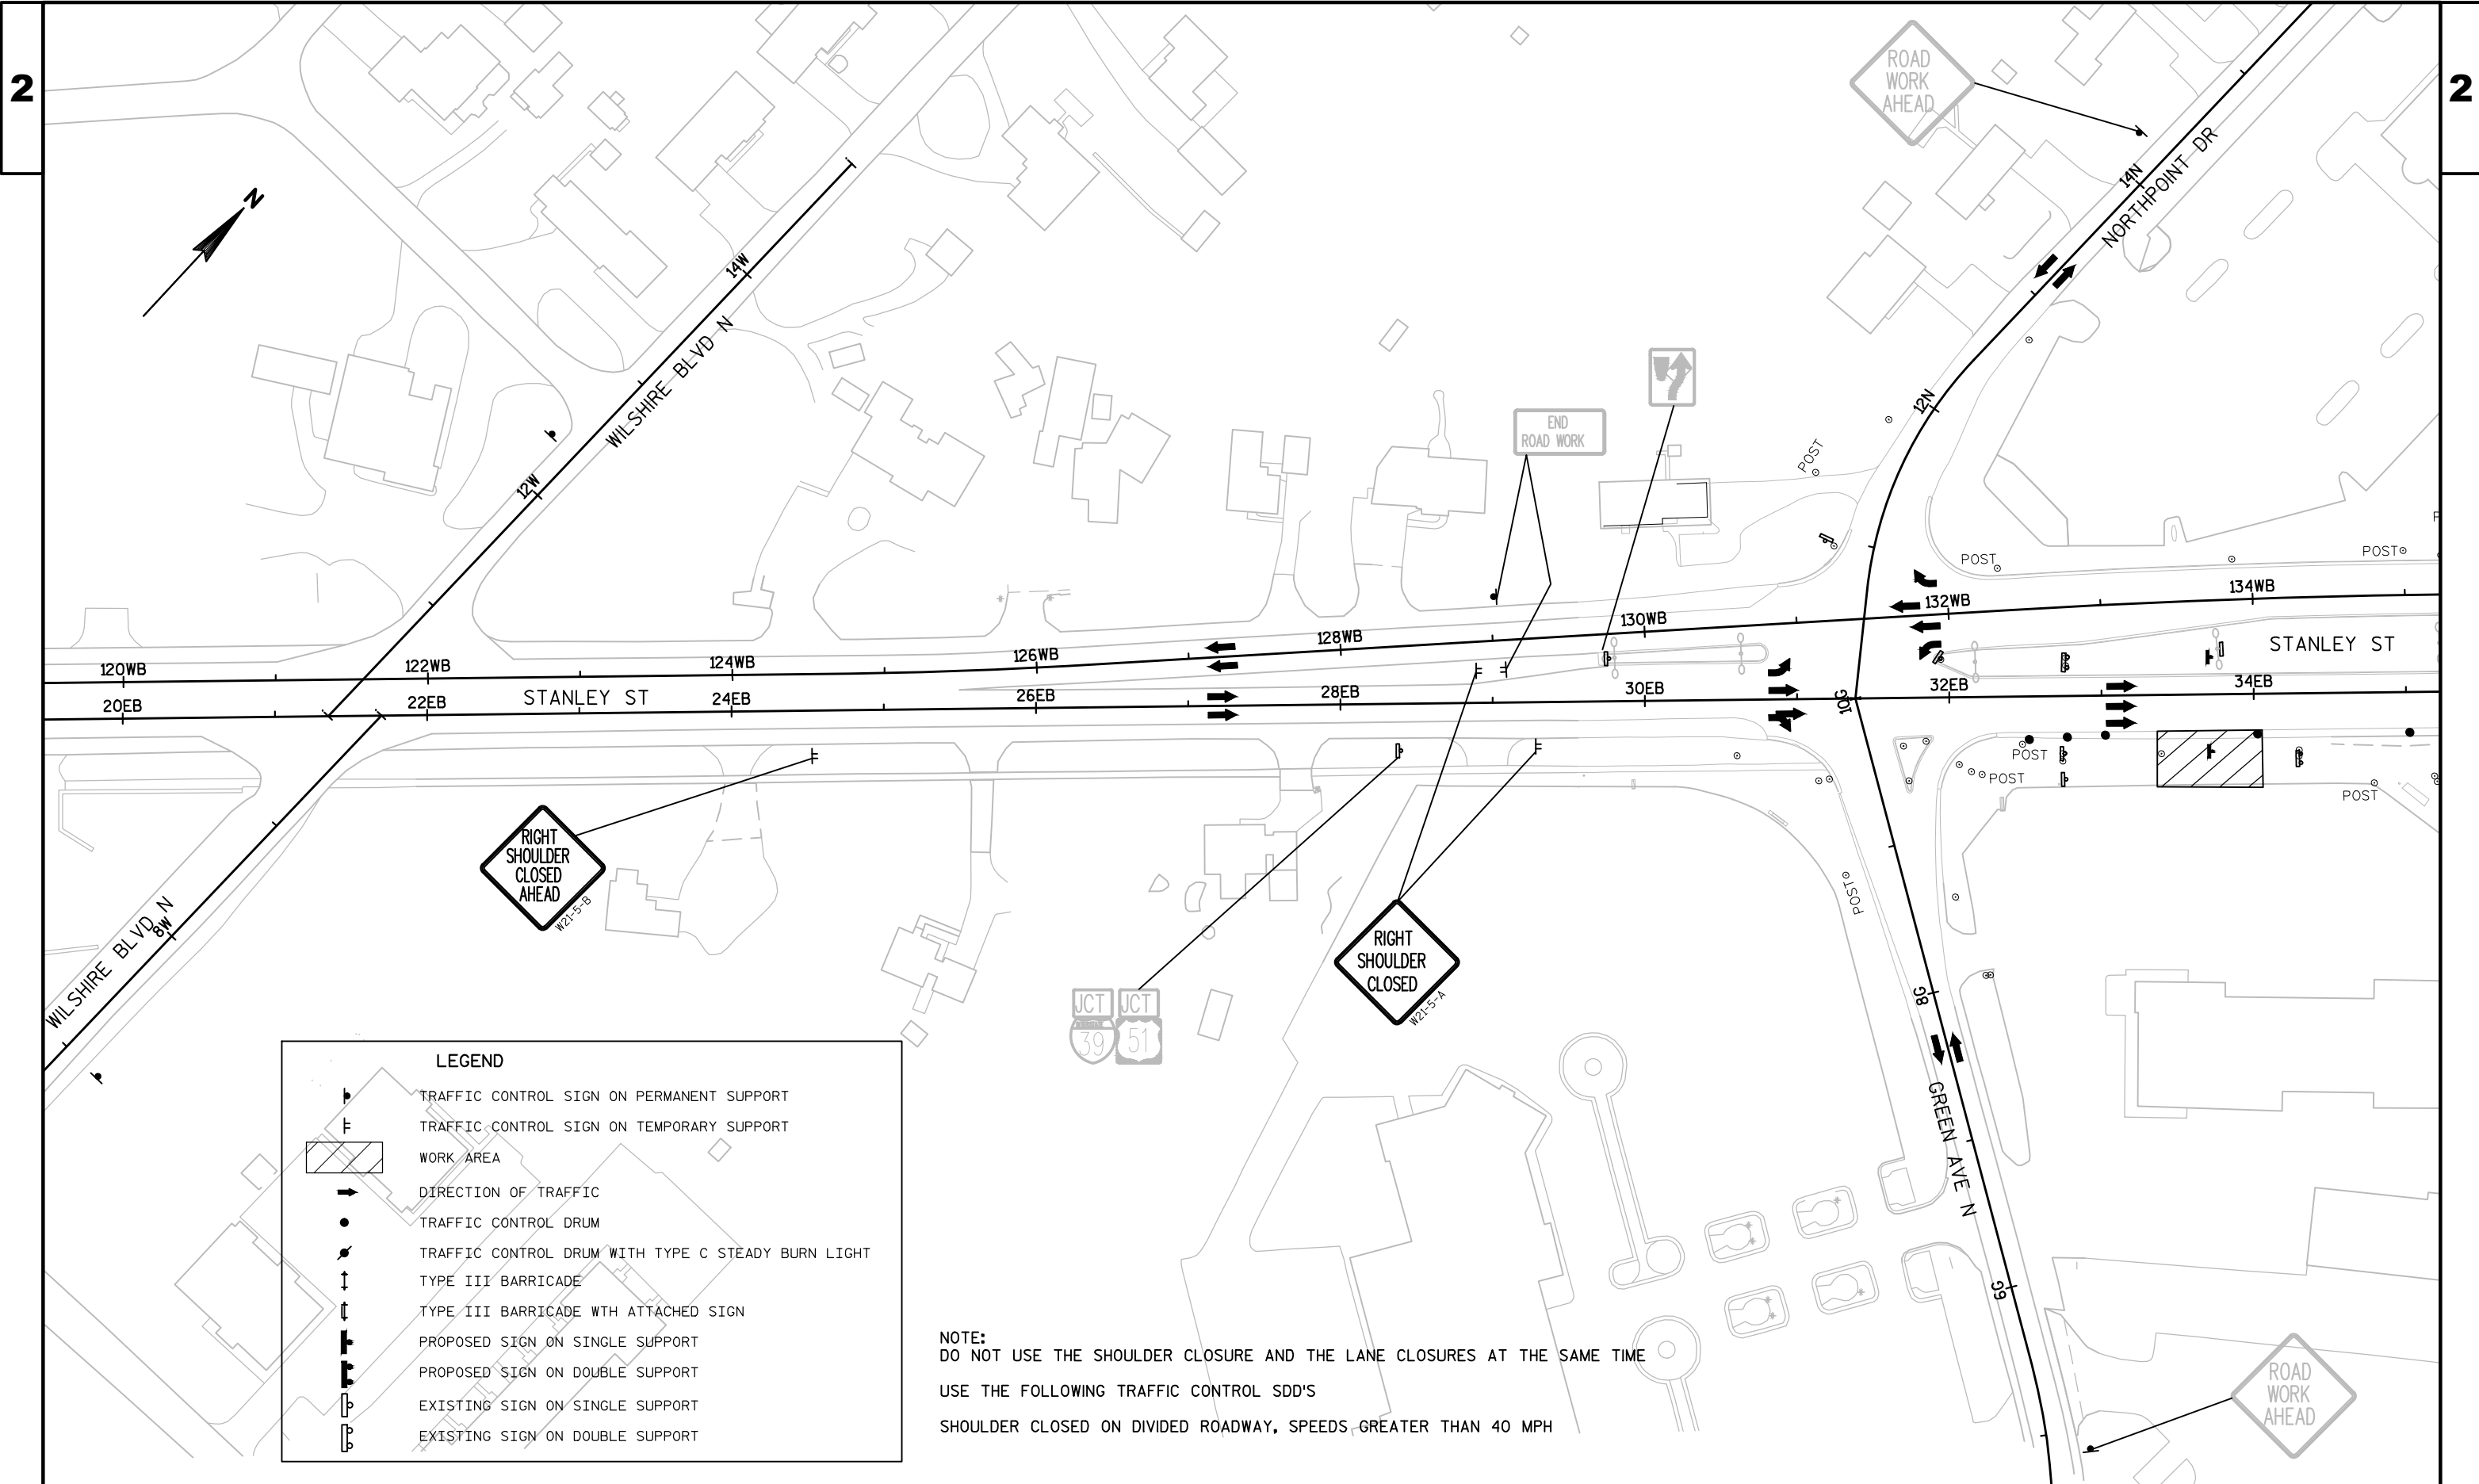 2
2
ROAD
WORK
AHEAD
N
14N
NORTHPOINT DR
14W
WILSHIRE BLVD N
END
ROAD WORK
12N
12W
POST
POST
POST
120WB
122WB
124WB
126WB
128WB
130WB
132WB
134WB
STANLEY ST
STANLEY ST
20EB
22EB
24EB
26EB
28EB
30EB
32EB
34EB
10G
POST
POST
POST
POST
RIGHT
SHOULDER
CLOSED
AHEAD
W21-5-B
RIGHT
SHOULDER
CLOSED
W21-5-A
WILSHIRE BLVD N
8W
JCT
JCT
39
51
8G
GREEN AVE N
6G
LEGEND
TRAFFIC CONTROL SIGN ON PERMANENT SUPPORT
TRAFFIC CONTROL SIGN ON TEMPORARY SUPPORT
WORK AREA
DIRECTION OF TRAFFIC
TRAFFIC CONTROL DRUM
TRAFFIC CONTROL DRUM WITH TYPE C STEADY BURN LIGHT
TYPE III BARRICADE
TYPE III BARRICADE WTH ATTACHED SIGN
PROPOSED SIGN ON SINGLE SUPPORT
PROPOSED SIGN ON DOUBLE SUPPORT
EXISTING SIGN ON SINGLE SUPPORT
EXISTING SIGN ON DOUBLE SUPPORT
NOTE:
DO NOT USE THE SHOULDER CLOSURE AND THE LANE CLOSURES AT THE SAME TIME
USE THE FOLLOWING TRAFFIC CONTROL SDD'S
SHOULDER CLOSED ON DIVIDED ROADWAY, SPEEDS GREATER THAN 40 MPH
ROAD
WORK
AHEAD